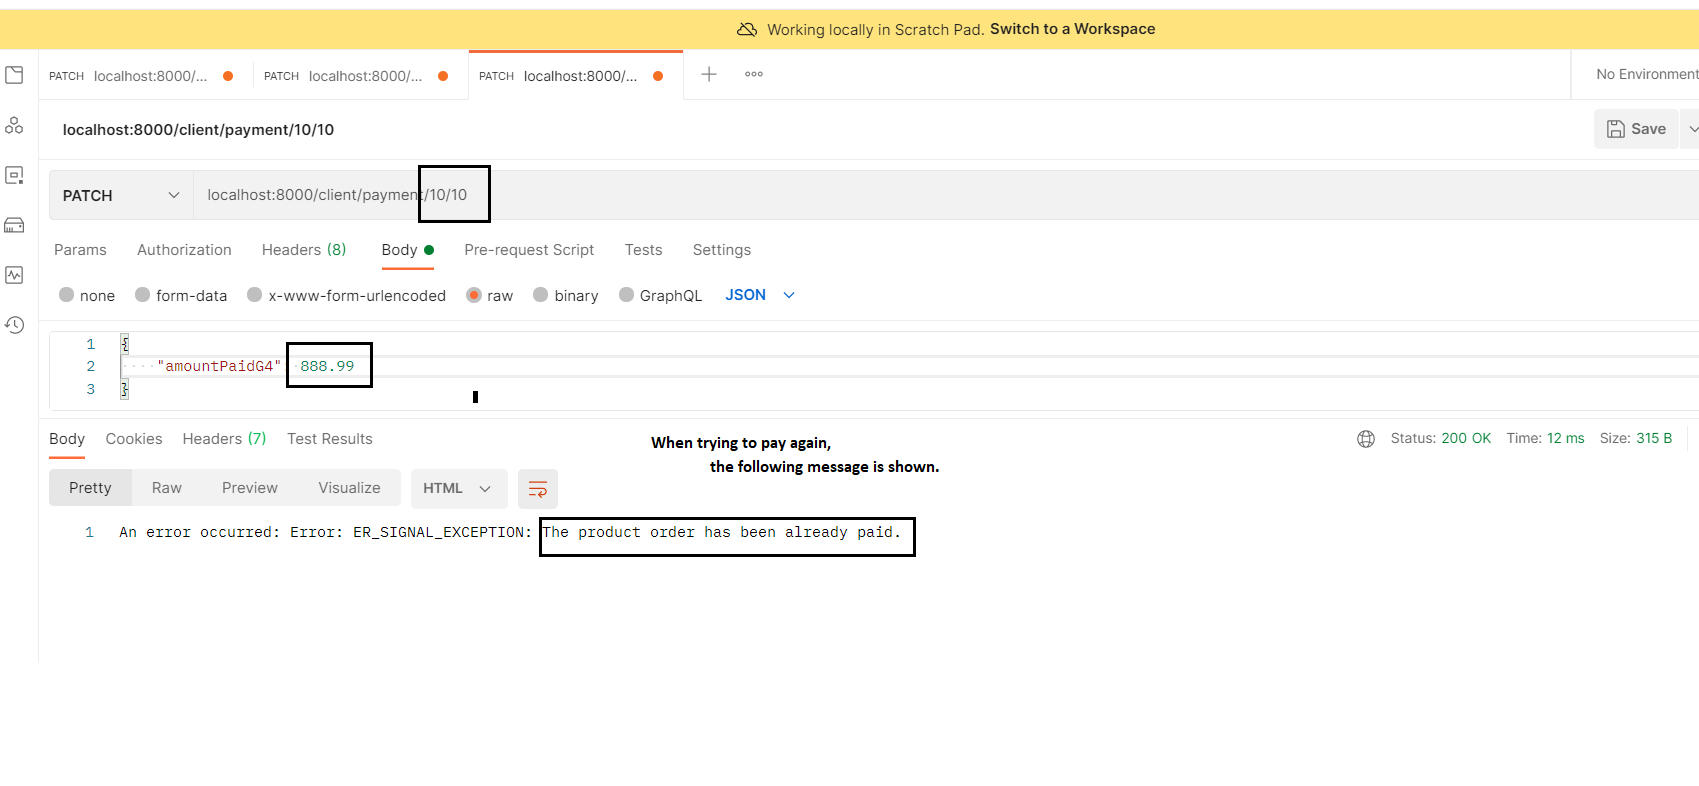 Working locally in Scratch Pad. Switch to a Workspace
PATCH localhost:8000/... PATCH localhost:8000/... PATCH localhost:8000/... No Environment
localhost:8000/client/payment/10/10 Save
PATCH localhost:8000/client/payment/10/10
Params Authorization Headers (8) Body Pre-request Script Tests Settings
none form-data x-www-form-urlencoded raw binary GraphQL JSON
1 {
2 "amountPaidG4" 888.99
3 }
Body Cookies Headers (7) Test Results Status: 200 OK Time: 12 ms Size: 315 B
When trying to pay again,
the following message is shown.
Pretty Raw Preview Visualize HTML
1 An error occurred: Error: ER_SIGNAL_EXCEPTION: The product order has been already paid.